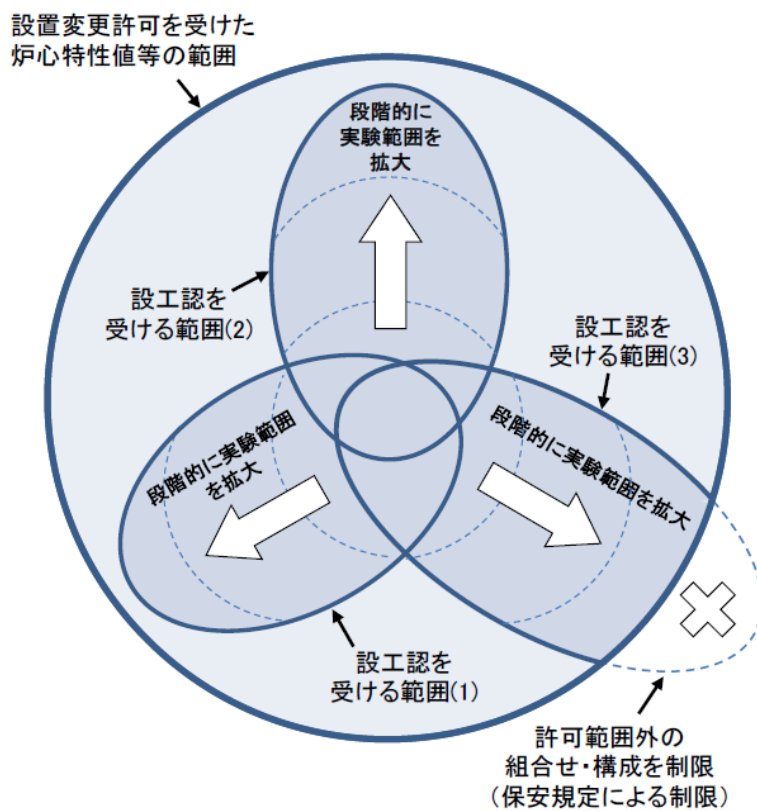 設置変更許可を受けた
炉心特性値等の範囲
段階的に
実験範囲を
拡大
設工認を
受ける範囲(2)
設工認を
受ける範囲(3)
段階的に実験範囲
を拡大
段階的に実験範囲を拡大
設工認を
受ける範囲(1)
許可範囲外の
組合せ・構成を制限
(保安規定による制限)